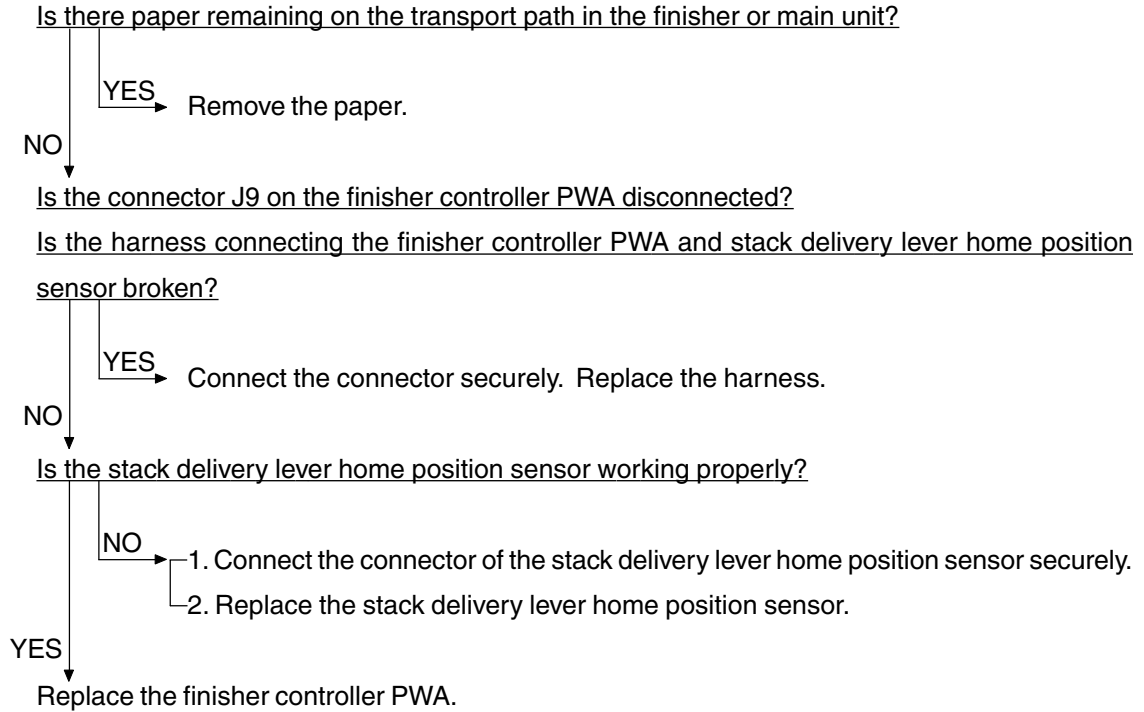 Is there paper remaining on the transport path in the finisher or main unit?
YES
Remove the paper.
NO
Is the connector J9 on the finisher controller PWA disconnected?
Is the harness connecting the finisher controller PWA and stack delivery lever home position
sensor broken?
YES
Connect the connector securely. Replace the harness.
NO
Is the stack delivery lever home position sensor working properly?
NO
1. Connect the connector of the stack delivery lever home position sensor securely.
2. Replace the stack delivery lever home position sensor.
YES
Replace the finisher controller PWA.